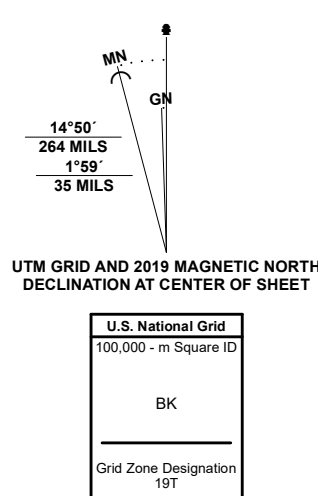 MN
GN
14°50´
264 MILS
1°59´
35 MILS
UTM GRID AND 2019 MAGNETIC NORTH
DECLINATION AT CENTER OF SHEET
U.S. National Grid
100,000 - m Square ID
BK
Grid Zone Designation
19T